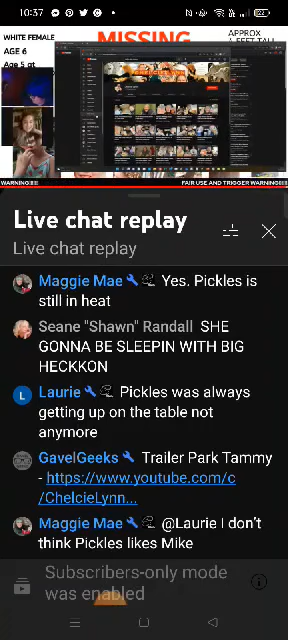 10:37
WHITE FEMALE
AGE 6
Age 5 at
MISSING
APPROX
WARNING!!!!
FAIR USE AND TRIGGER WARNING!!!!
Live chat replay
Live chat replay
Maggie Mae Yes. Pickles is
still in heat
Seane "Shawn" Randall SHE
GONNA BE SLEEPIN WITH BIG
HECKKON
Laurie Pickles was always
getting up on the table not
anymore
GavelGeeks Trailer Park Tammy
- https://www.youtube.com/c
/ChelcieLynn...
Maggie Mae @Laurie I don't
think Pickles likes Mike
Subscribers-only mode
was enabled